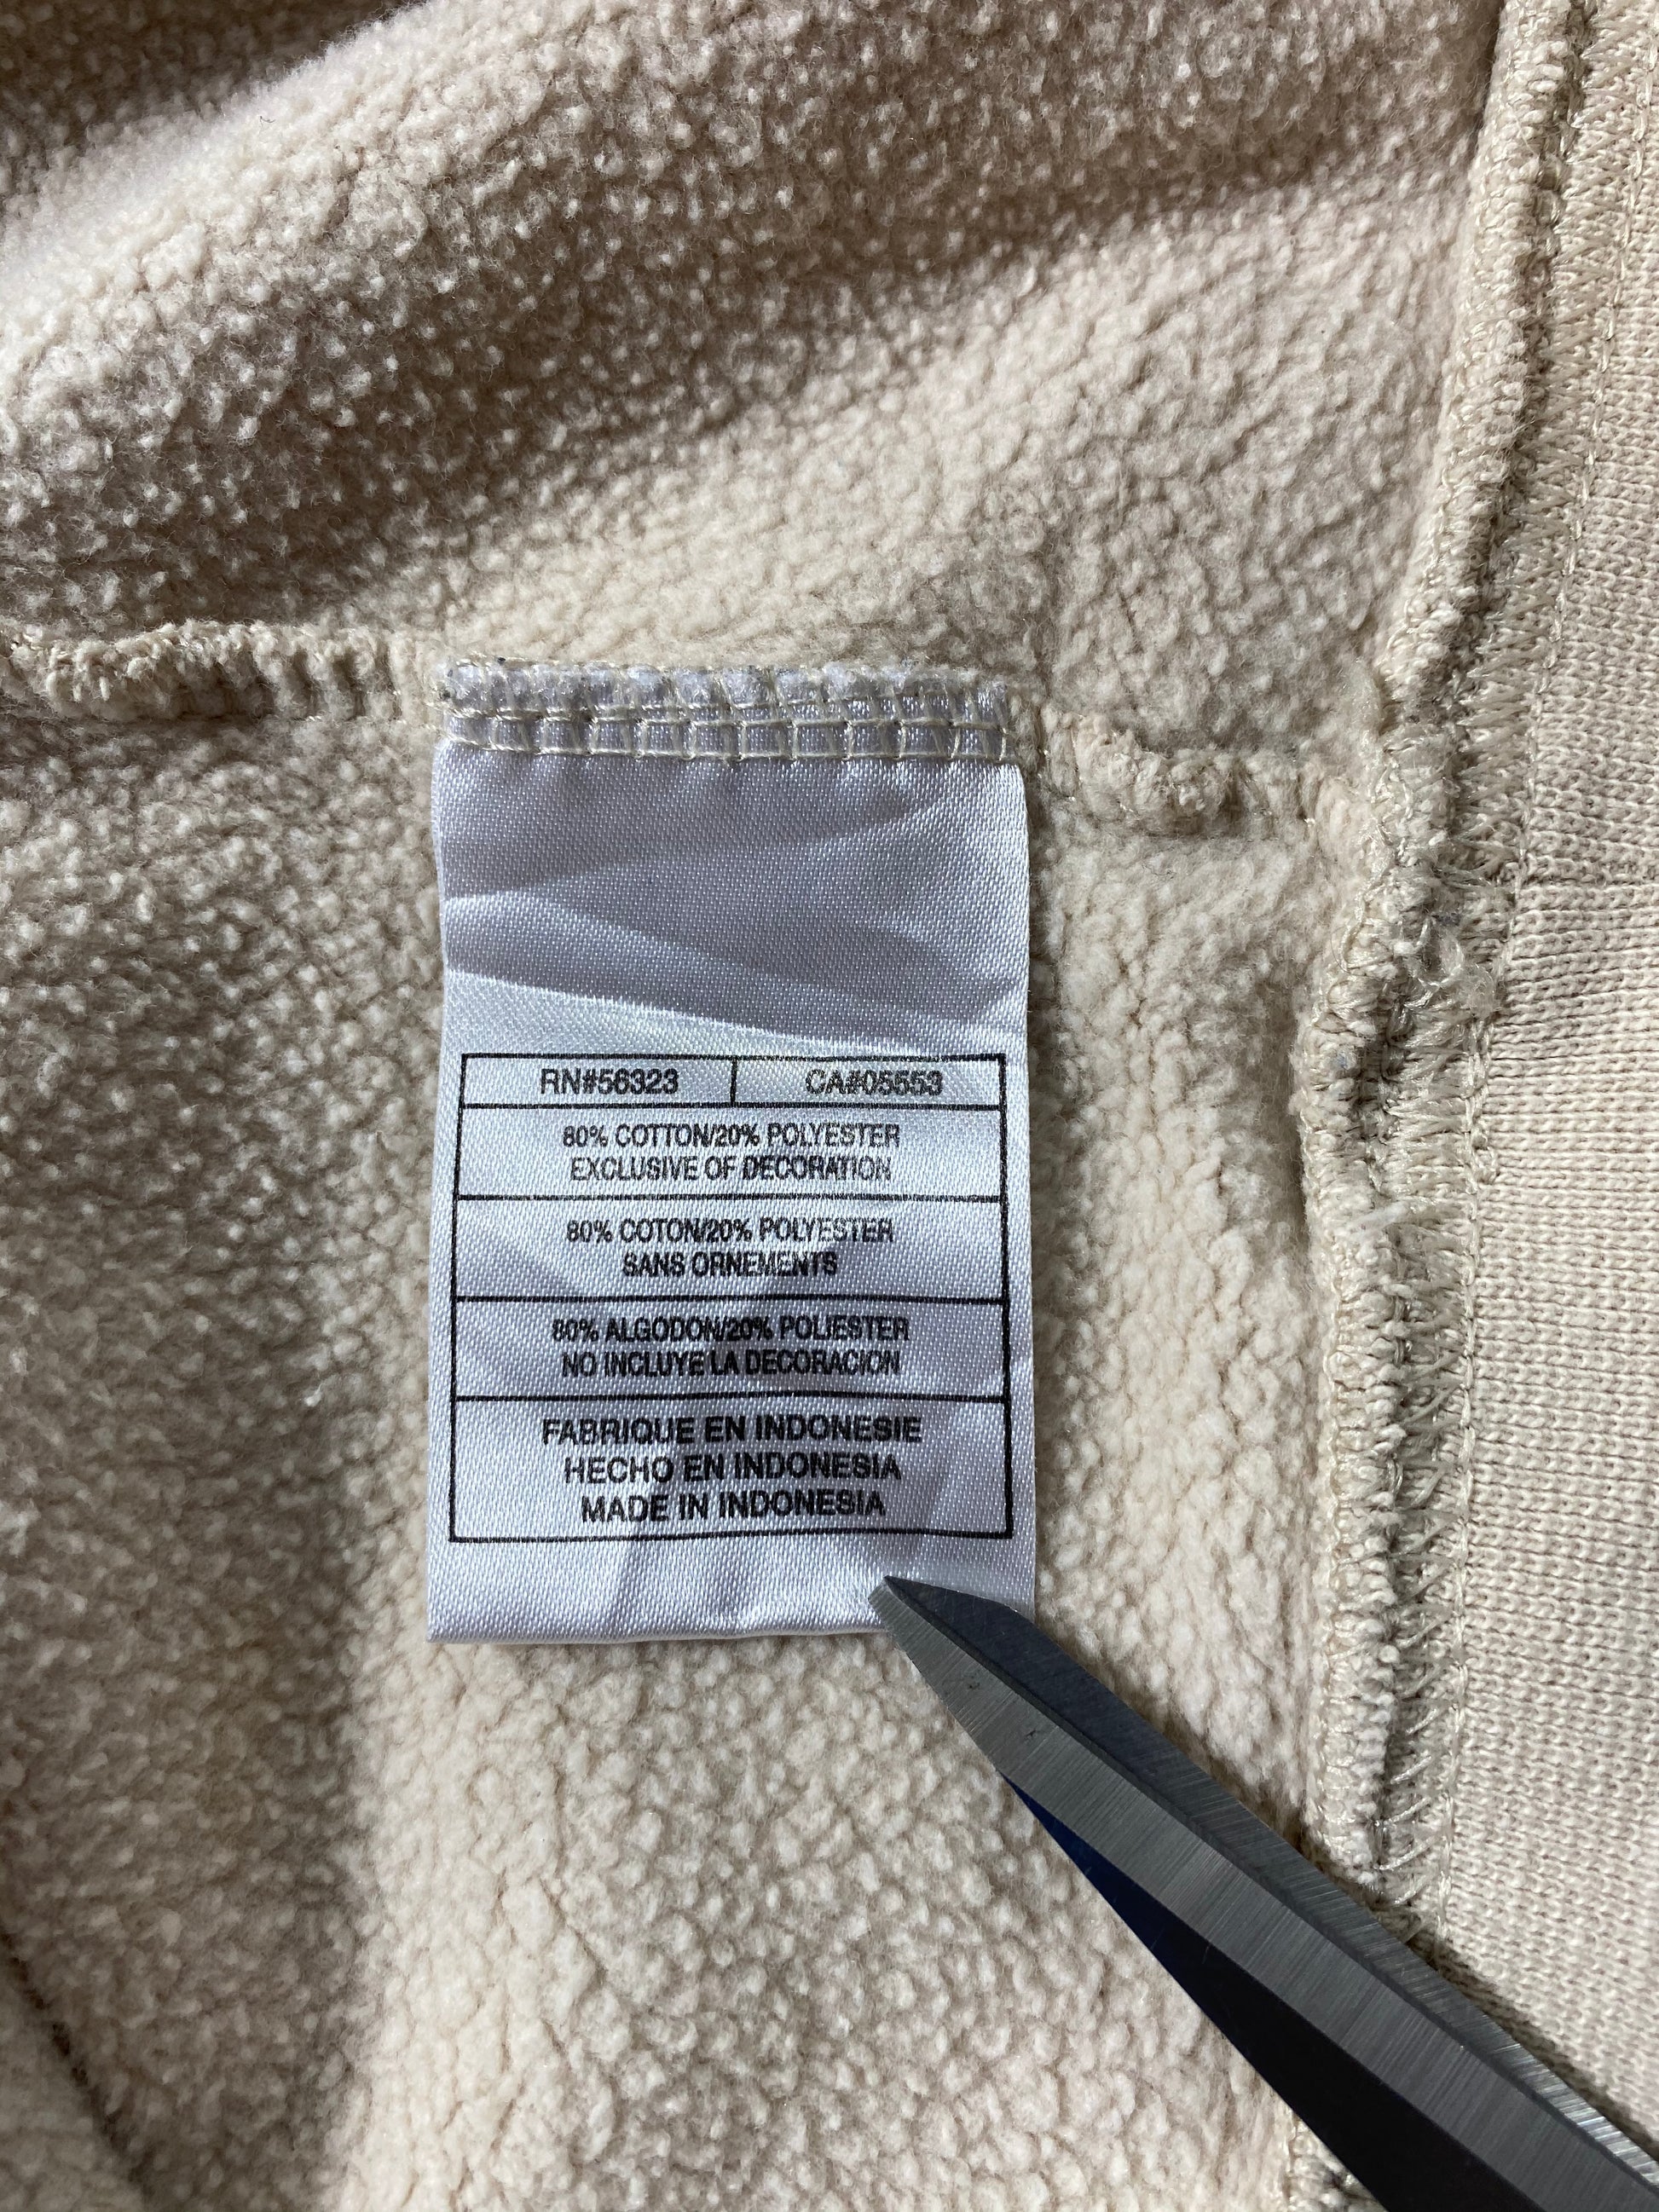 RN#56323 CA#05553
80% COTTON/20% POLYESTER
EXCLUSIVE OF DECORATION
80% COTON/20% POLYESTER
SANS ORNEMENTS
80% ALGODON/20% POLIESTER
NO INCLUYE LA DECORACION
FABRIQUE EN INDONESIE
HECHO EN INDONESIA
MADE IN INDONESIA